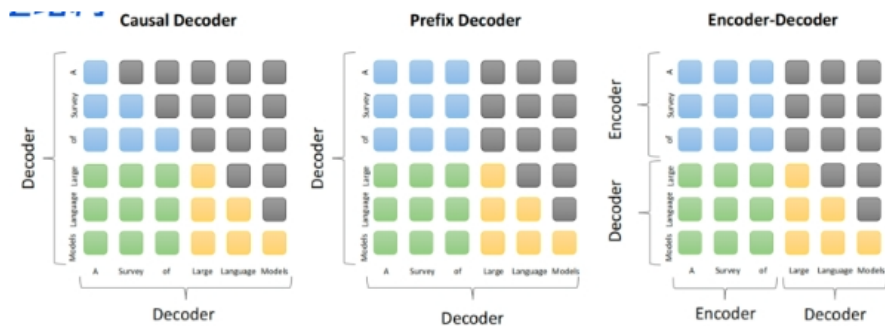 Causal Decoder
Prefix Decoder
Encoder-Decoder
Decoder
A
Survey
of
Large
Language
Models
A Survey of Large Language Models
Decoder
Decoder
A
Survey
of
Large
Language
Models
A Survey of Large Language Models
Decoder
Encoder
Decoder
A
Survey
of
Large
Language
Models
A Survey of Large Language Models
Encoder
Decoder